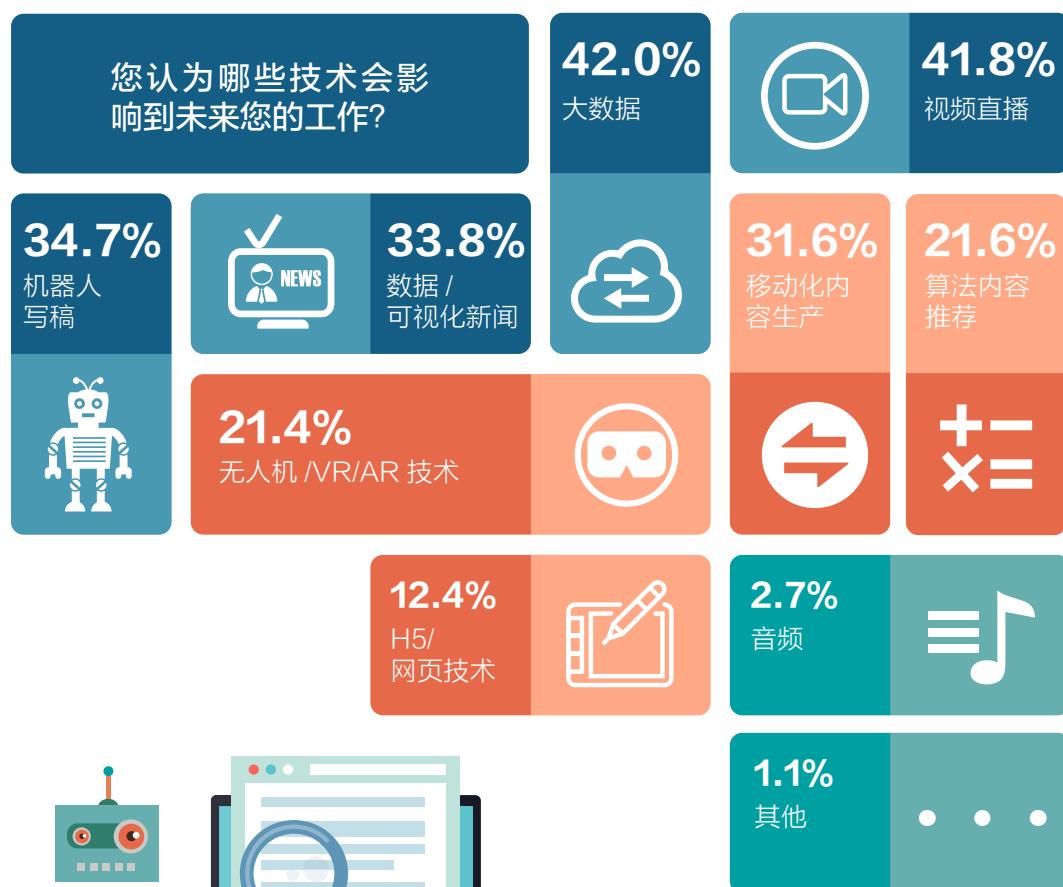 您认为哪些技术会影
响到未来您的工作?
42.0%
大数据
41.8%
视频直播
34.7%
机器人
写稿
NEWS
33.8%
数据 /
可视化新闻
31.6%
移动化内
容生产
21.6%
算法内容
推荐
21.4%
无人机 /VR/AR 技术
12.4%
H5/
网页技术
2.7%
音频
1.1%
其他